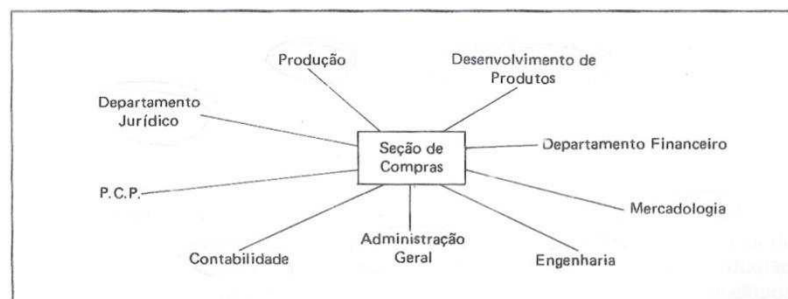 Produção
Desenvolvimento de
Produtos
Departamento
Jurídico
Seção de
Compras
Departamento Financeiro
P.C.P.
Mercadologia
Contabilidade
Administração
Geral
Engenharia